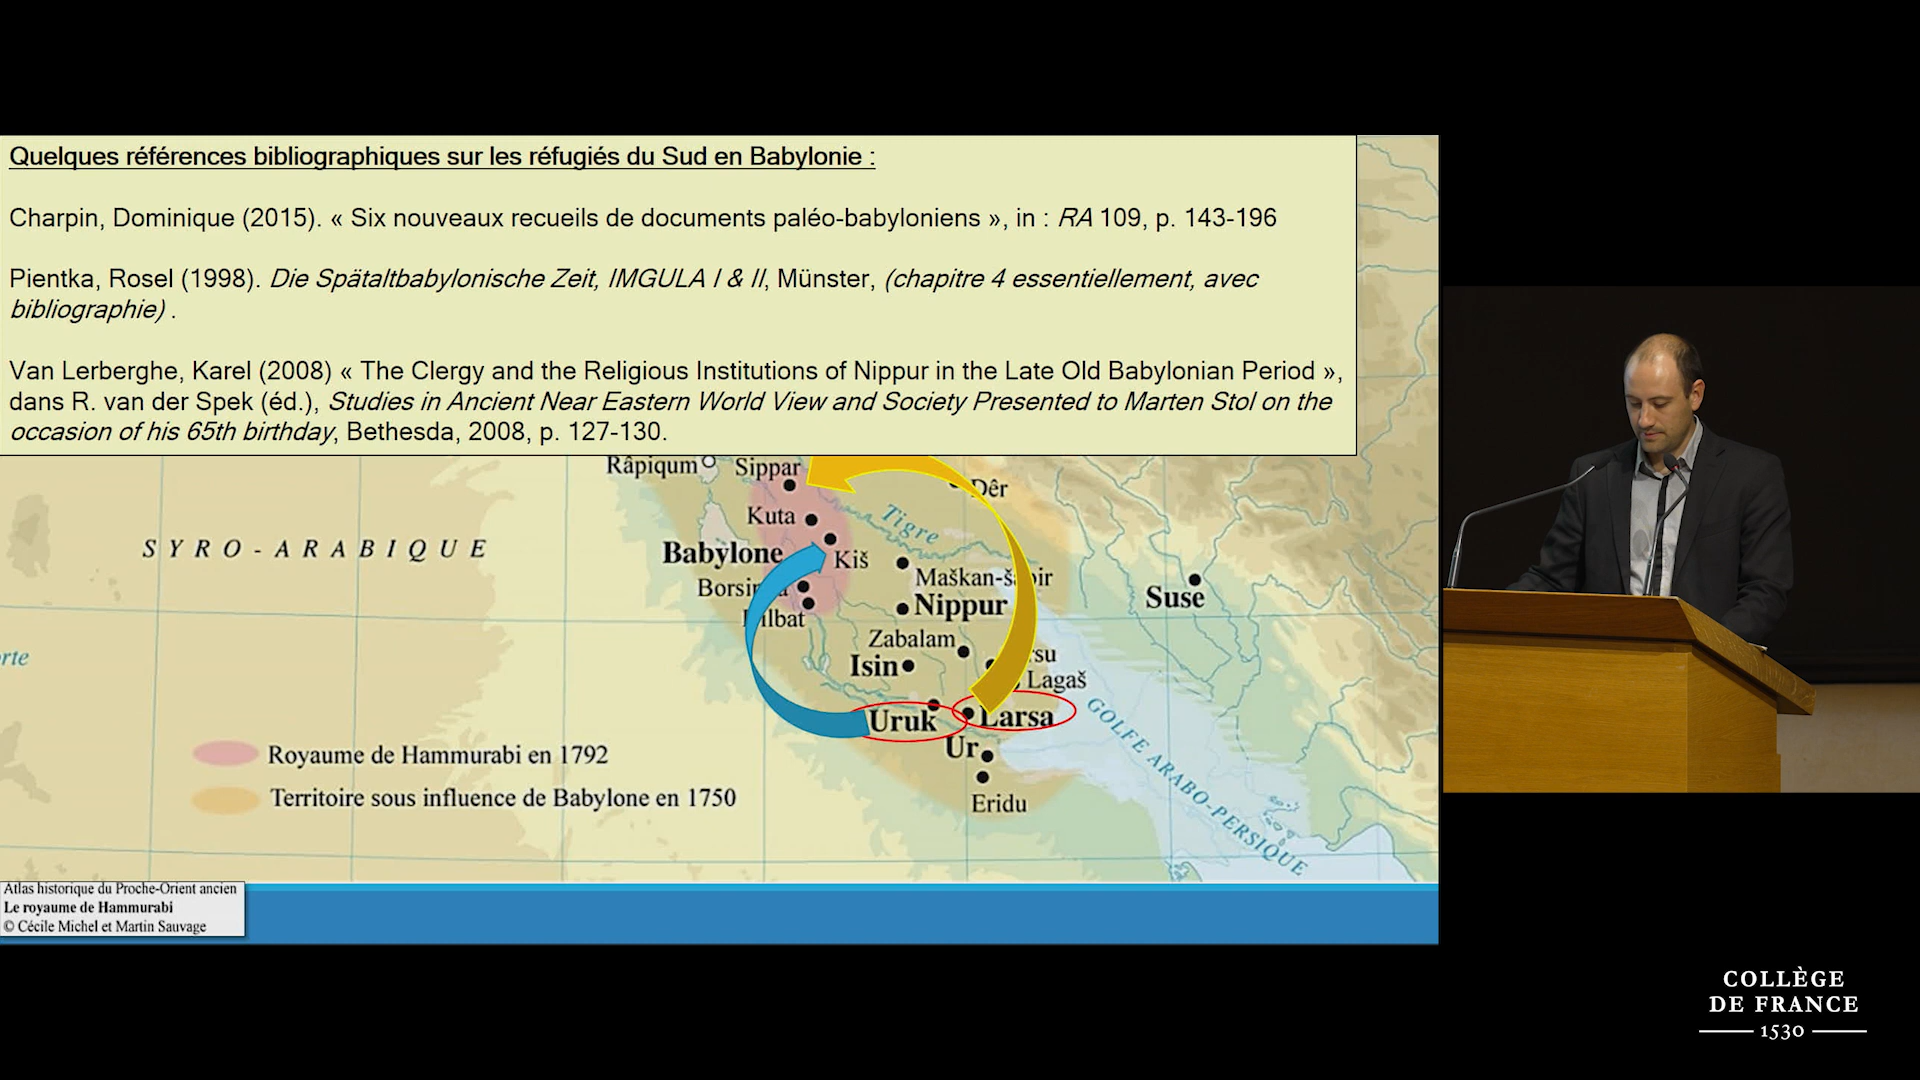 Quelques références bibliographiques sur les réfugiés du Sud en Babylonie :
Charpin, Dominique (2015). « Six nouveaux recueils de documents paléo-babyloniens », in : RA 109, p. 143-196
Pientka, Rosel (1998). Die Spätaltbabylonische Zeit, IMGULA I & II, Münster, (chapitre 4 essentiellement, avec
bibliographie) .
Van Lerberghe, Karel (2008) « The Clergy and the Religious Institutions of Nippur in the Late Old Babylonian Period »,
dans R. van der Spek (éd.), Studies in Ancient Near Eastern World View and Society Presented to Marten Stol on the
occasion of his 65th birthday, Bethesda, 2008, p. 127-130.
Râpiqum
Sippar
Dêr
Kuta
Tigre
SYRO-ARABIQUE
Babylone
Kiš
Maškan-š
Suse
Nippur
Zabalam
Isin
Lagaš
Uruk
Larsa
Ur
Eridu
GOLFE ARABO-PERSIQUE
Royaume de Hammurabi en 1792
Territoire sous influence de Babylone en 1750
Atlas historique du Proche-Orient ancien
Le royaume de Hammurabi
© Cécile Michel et Martin Sauvage
COLLÈGE
DE FRANCE
1530